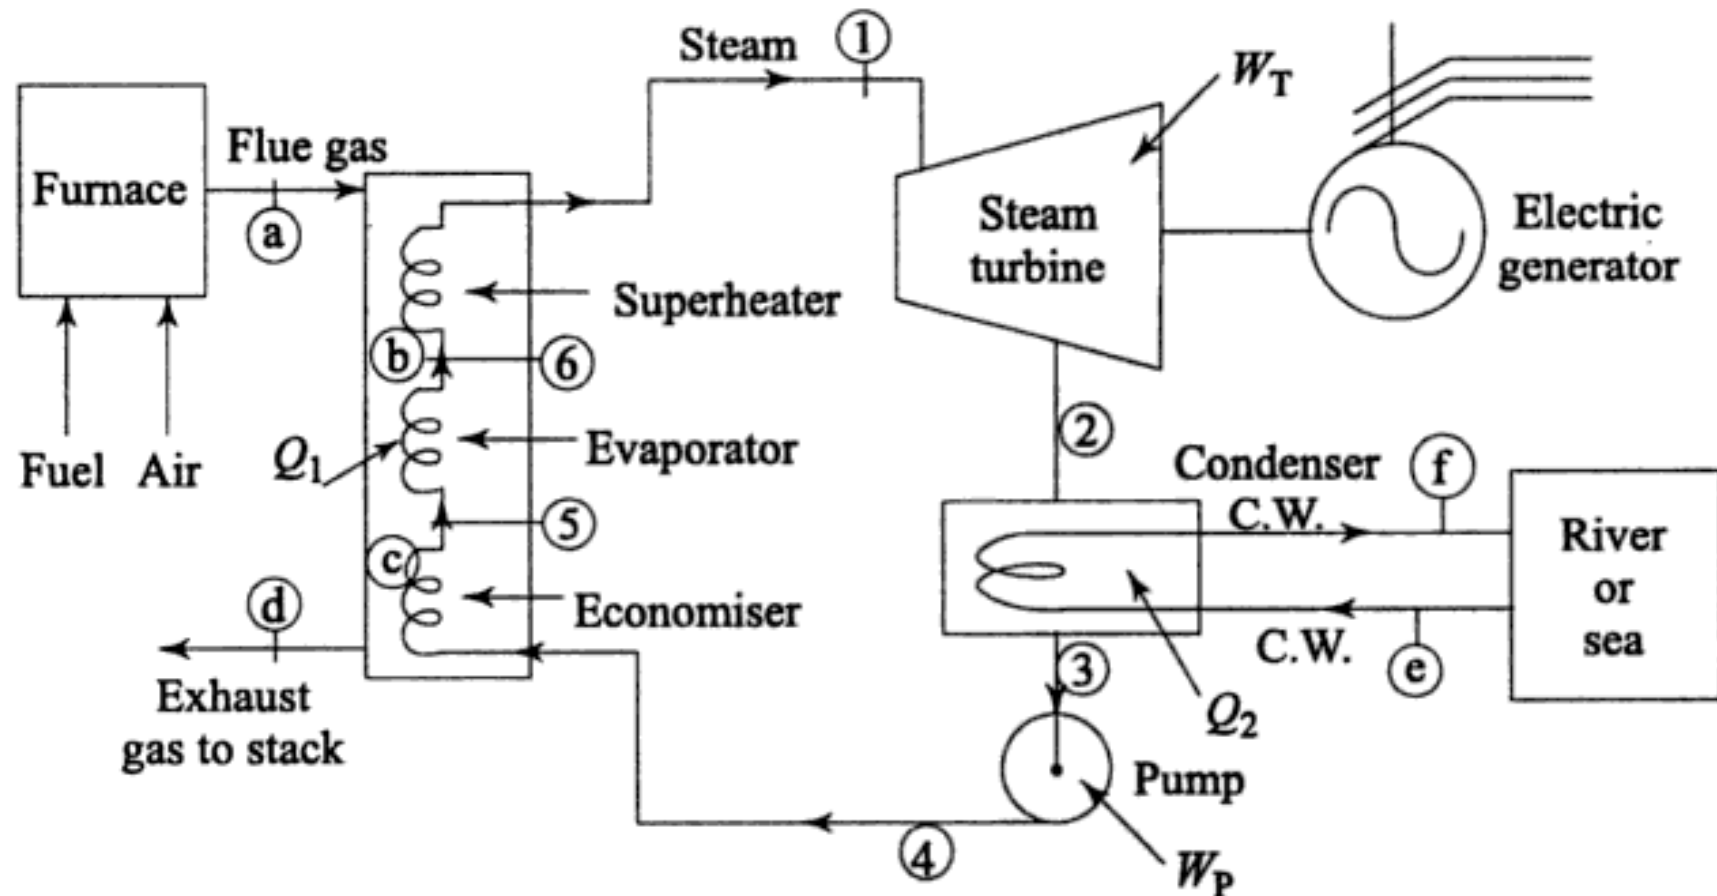 Steam
1
W_T
Furnace
Flue gas
a
Steam
turbine
Electric
generator
Superheater
b
6
Fuel
Air
Q_1
Evaporator
2
Condenser
f
C.W.
5
c
River
or
sea
d
Economiser
C.W.
e
3
Exhaust
gas to stack
Q_2
Pump
4
W_P